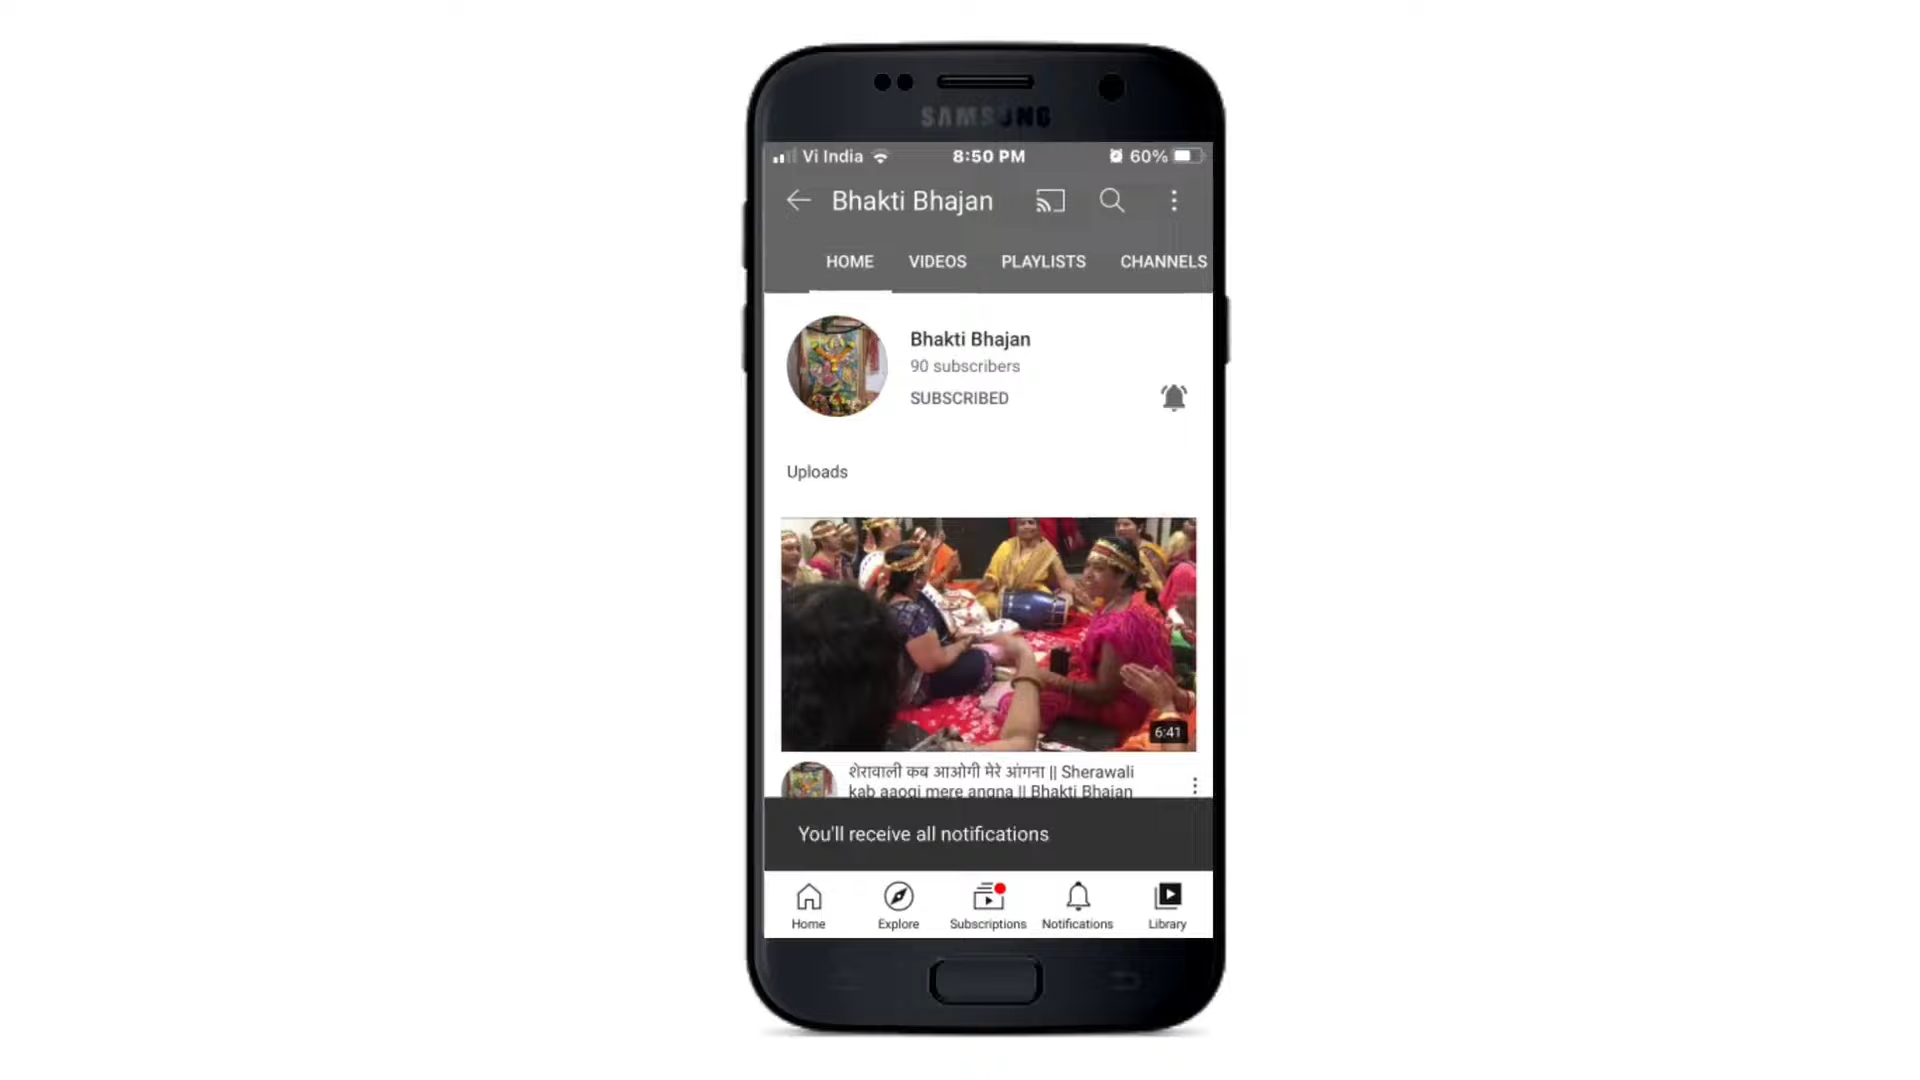 SAMSUNG
Vi India 8:50 PM 60%
Bhakti Bhajan
HOME VIDEOS PLAYLISTS CHANNELS
Bhakti Bhajan
90 subscribers
SUBSCRIBED
Uploads
6:41
शेरावाली कब आओगी मेरे आंगना || Sherawali
kab aaogi mere angna || Bhakti Bhajan
You'll receive all notifications
Home Explore Subscriptions Notifications Library